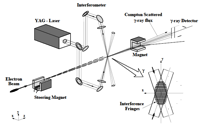 Interferometer
YAG - Laser
Compton Scattered
γ-ray flux
γ-ray Detector
Magnet
Electron
Beam
Steering Magnet
Interference
Fringes